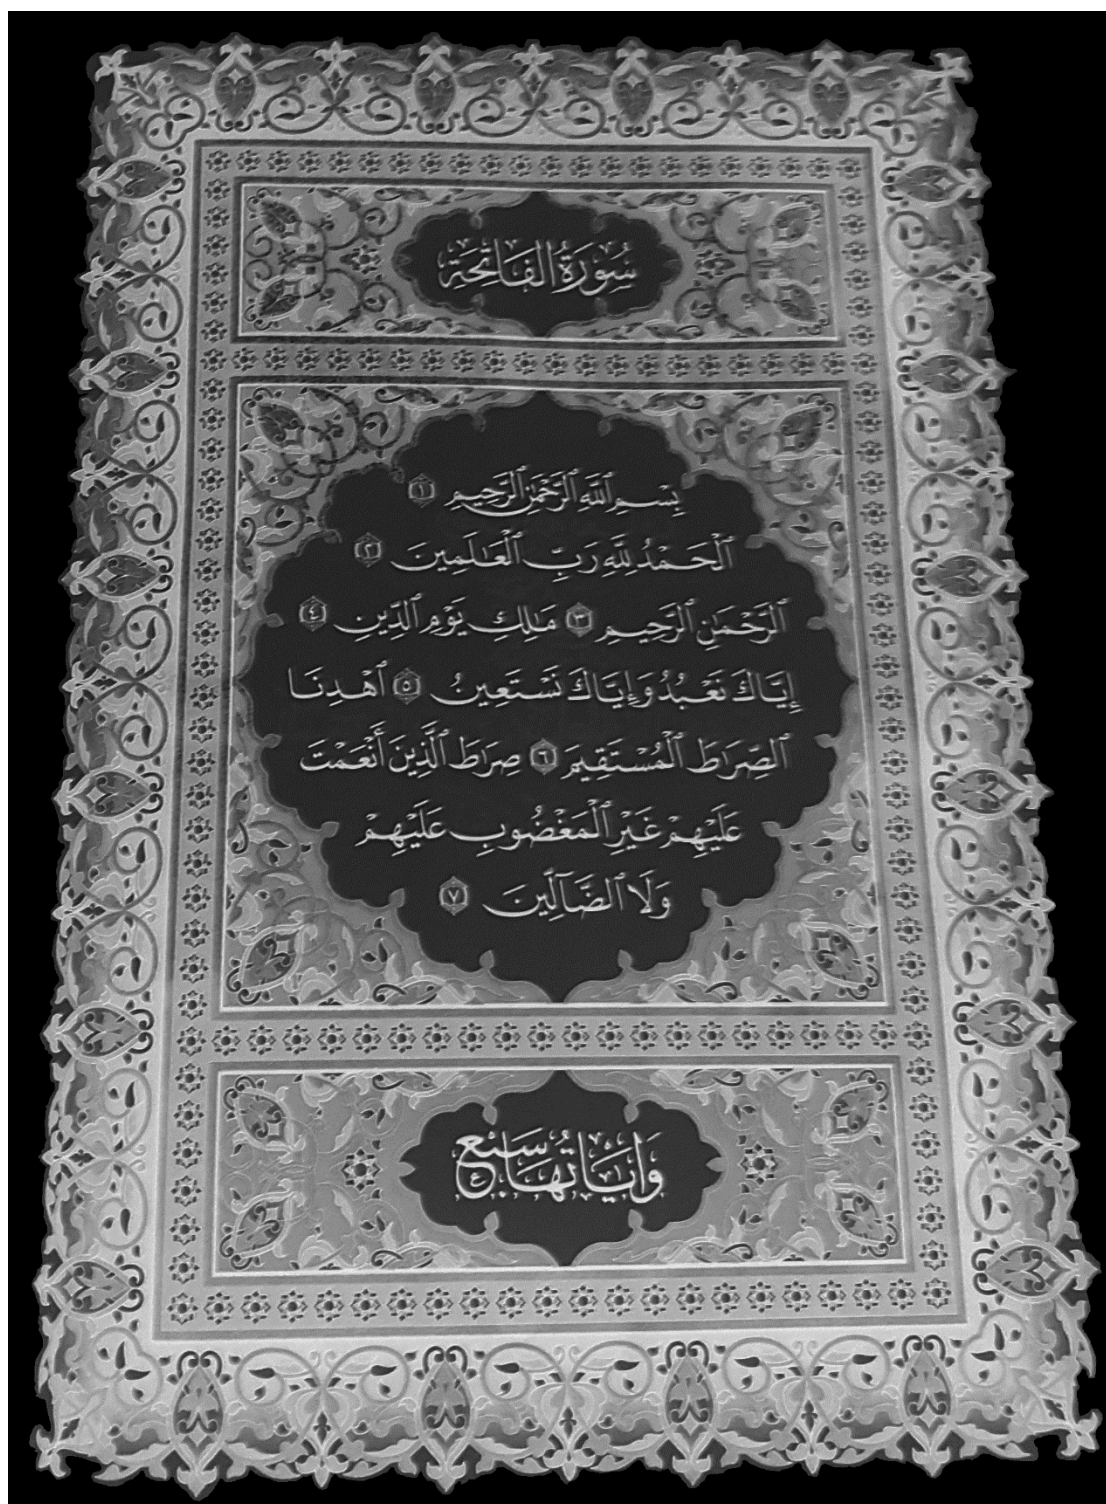 سُورَةُ الفَاتِحَة
بِسْمِ ٱللَّهِ ٱلرَّحْمَٰنِ ٱلرَّحِيمِ ١
ٱلْحَمْدُ لِلَّهِ رَبِّ ٱلْعَٰلَمِينَ ٢
ٱلرَّحْمَٰنِ ٱلرَّحِيمِ ٣ مَٰلِكِ يَوْمِ ٱلدِّينِ ٤
إِيَّاكَ نَعْبُدُ وَإِيَّاكَ نَسْتَعِينُ ٥ ٱهْدِنَا
ٱلصِّرَٰطَ ٱلْمُسْتَقِيمَ ٦ صِرَٰطَ ٱلَّذِينَ أَنْعَمْتَ
عَلَيْهِمْ غَيْرِ ٱلْمَغْضُوبِ عَلَيْهِمْ
وَلَا ٱلضَّآلِّينَ ٧
وَآيَاتُهَا سَبْع